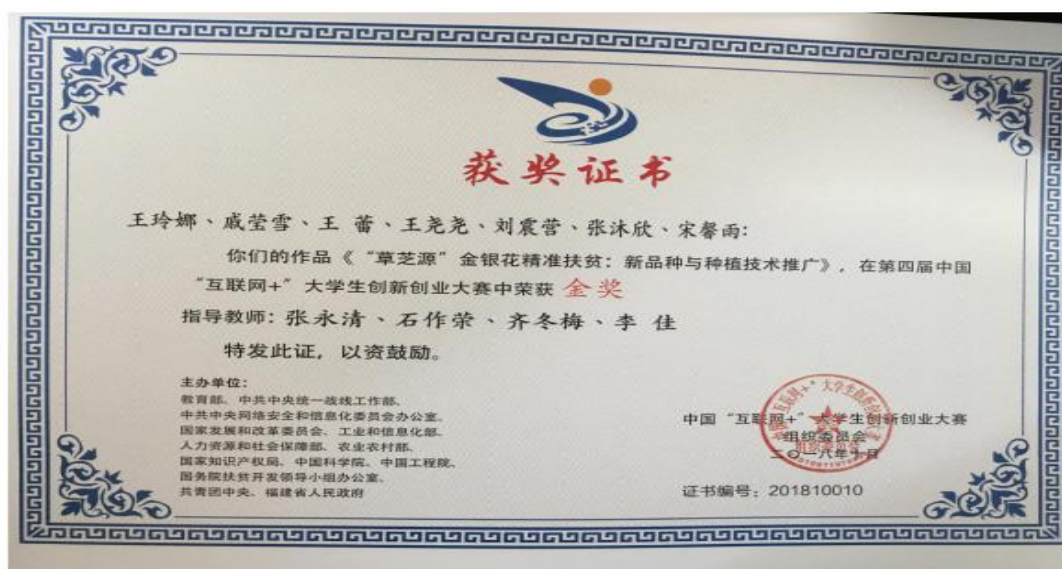 获奖证书
王玲娜、戚莹雪、王 蕾、王尧尧、刘震营、张沐欣、宋馨雨:
你们的作品《“草芝源”金银花精准扶贫：新品种与种植技术推广》，在第四届中国
“互联网+”大学生创新创业大赛中荣获 金奖
指导教师：张永清、石作荣、齐冬梅、李 佳
特发此证，以资鼓励。
主办单位：
教育部、中共中央统一战线工作部、
中共中央网络安全和信息化委员会办公室、
国家发展和改革委员会、工业和信息化部、
人力资源和社会保障部、农业农村部、
国家知识产权局、中国科学院、中国工程院、
国务院扶贫开发领导小组办公室、
共青团中央、福建省人民政府
中国“互联网+”大学生创新创业大赛
组织委员会
二〇一八年十月
证书编号：201810010